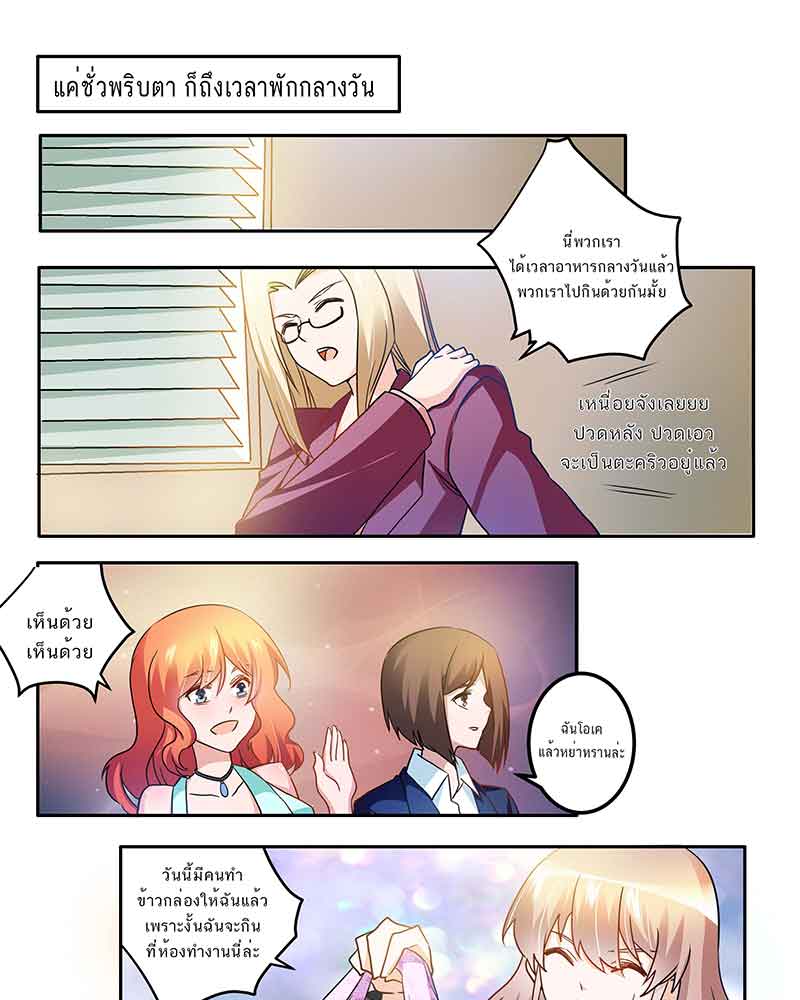 แค่ชั่วพริบตา ก็ถึงเวลาพักกลางวัน
นี่พวกเรา
ได้เวลาอาหารกลางวันแล้ว
พวกเราไปกินด้วยกันมั้ย
เหนื่อยจังเลยยย
ปวดหลัง ปวดเอว
จะเป็นตะคริวอยู่แล้ว
เห็นด้วย
เห็นด้วย
ฉันโอเค
แล้วหย่าหรานล่ะ
วันนี้มีคนทำ
ข้าวกล่องให้ฉันแล้ว
เพราะงั้นฉันจะกิน
ที่ห้องทำงานนี่ล่ะ